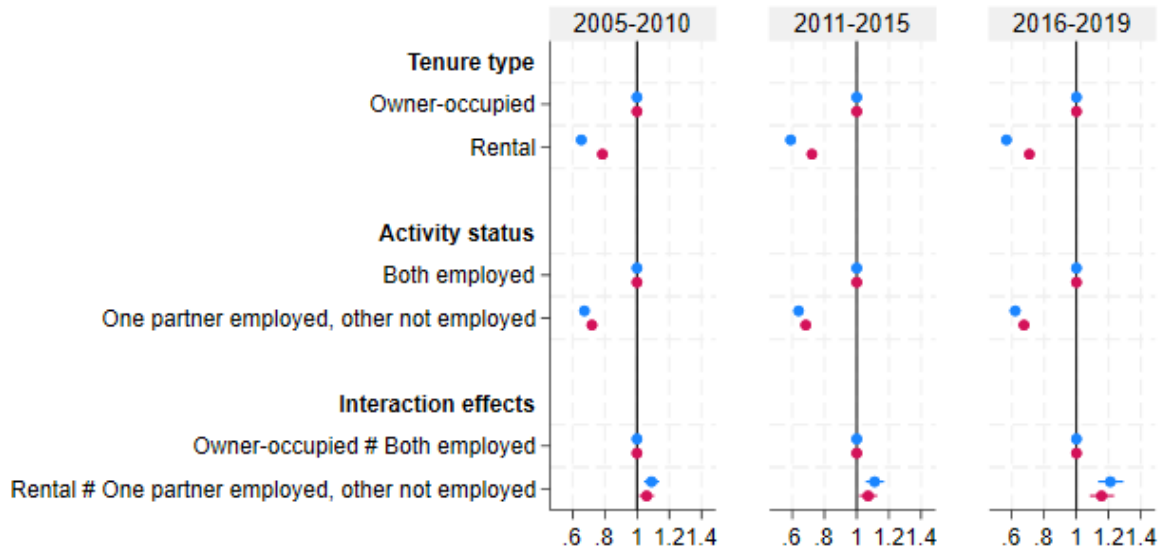 2005-2010 2011-2015 2016-2019
Tenure type
Owner-occupied
Rental
Activity status
Both employed
One partner employed, other not employed
Interaction effects
Owner-occupied # Both employed
Rental # One partner employed, other not employed
.6 .8 1 1.21.4 .6 .8 1 1.21.4 .6 .8 1 1.21.4